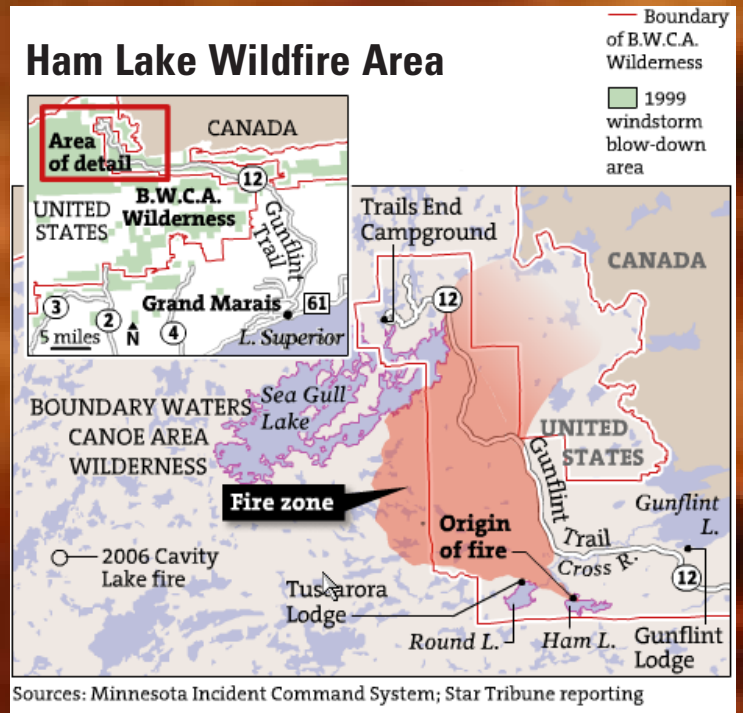 Ham Lake Wildfire Area
Boundary
of B.W.C.A.
Wilderness
1999
windstorm
blow-down
area
Area
of detail
CANADA
12
UNITED
STATES
B.W.C.A.
Wilderness
Gunflint
Trail
Grand Marais
61
3
2
4
5 miles
N
L. Superior
Trails End
Campground
12
CANADA
BOUNDARY WATERS
CANOE AREA
WILDERNESS
Sea Gull
Lake
UNITED
STATES
Fire zone
Gunflint
Trail
Gunflint
L.
Origin
of fire
Cross R.
12
2006 Cavity
Lake fire
Tuscarora
Lodge
Round L.
Ham L.
Gunflint
Lodge
Sources: Minnesota Incident Command System; Star Tribune reporting